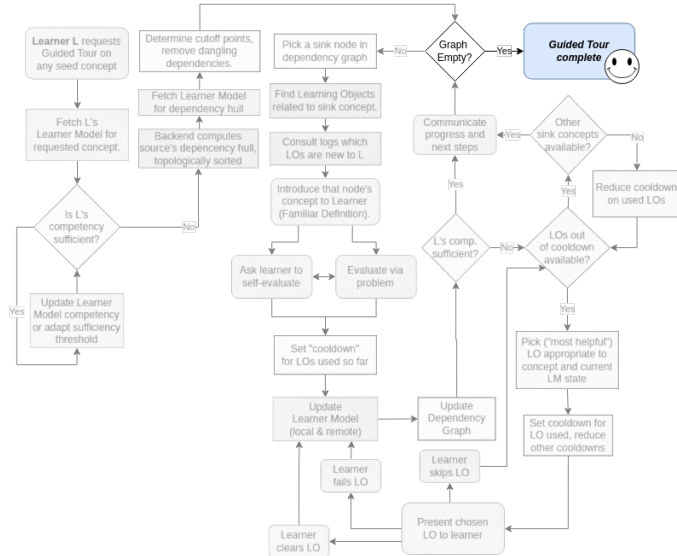 Learner L requests
Guided Tour on
any seed concept
Fetch L's
Learner Model for
requested concept.
Is L's
competency
sufficient?
Yes
No
Update Learner
Model competency
or adapt sufficiency
threshold
Determine cutoff points,
remove dangling
dependencies.
Fetch Learner Model
for dependency hull
Backend computes
source's depencency hull,
topologically sorted
Pick a sink node in
dependency graph
No
Graph
Empty?
Yes
Guided Tour
complete
Find Learning Objects
related to sink concept.
Consult logs which
LOs are new to L
Introduce that node's
concept to Learner
(Familiar Definition).
Ask learner to
self-evaluate
Evaluate via
problem
Set "cooldown"
for LOs used so far
Update
Learner Model
(local & remote)
Update
Dependency
Graph
Communicate
progress and
next steps
Yes
Other
sink concepts
available?
No
Reduce cooldown
on used LOs
Yes
L's comp.
sufficient?
No
Yes
LOs out
of cooldown
available?
Yes
Pick ("most helpful")
LO appropriate to
concept and current
LM state
Set cooldown for
LO used, reduce
other cooldowns
Learner
skips LO
Learner
fails LO
Present chosen
LO to learner
Learner
clears LO